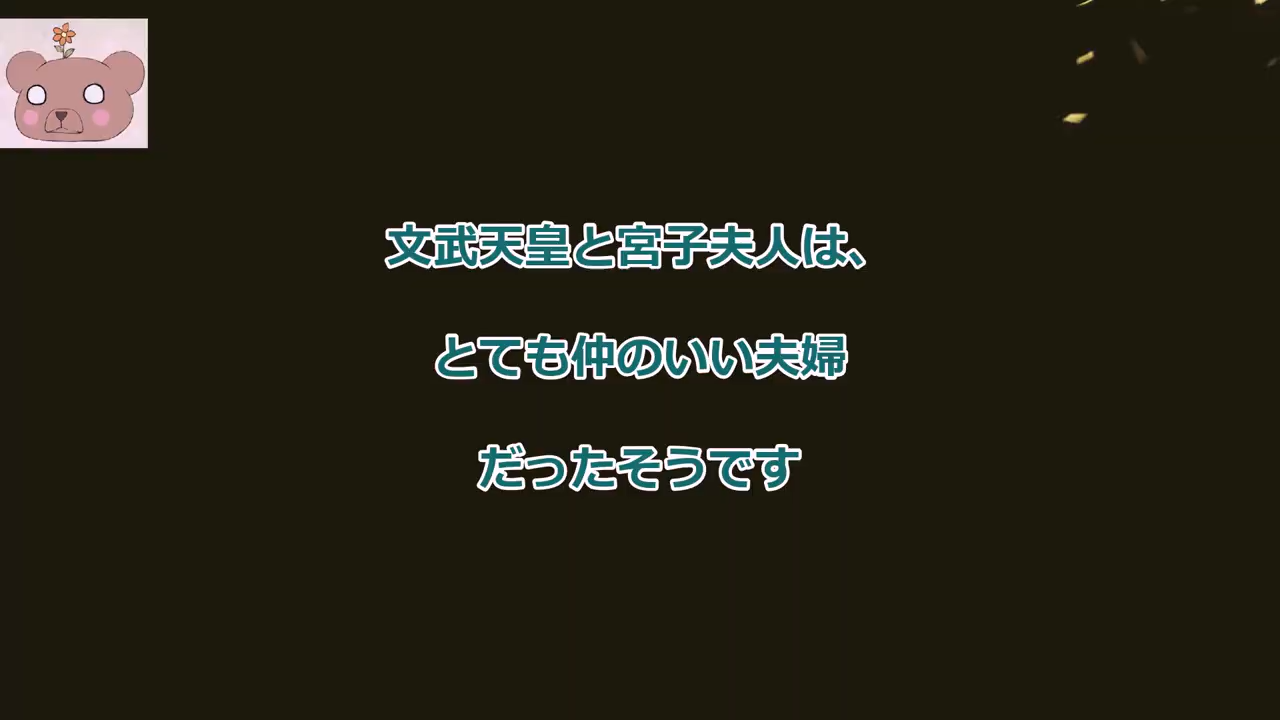 文武天皇と宮子夫人は、
とても仲のいい夫婦
だったそうです